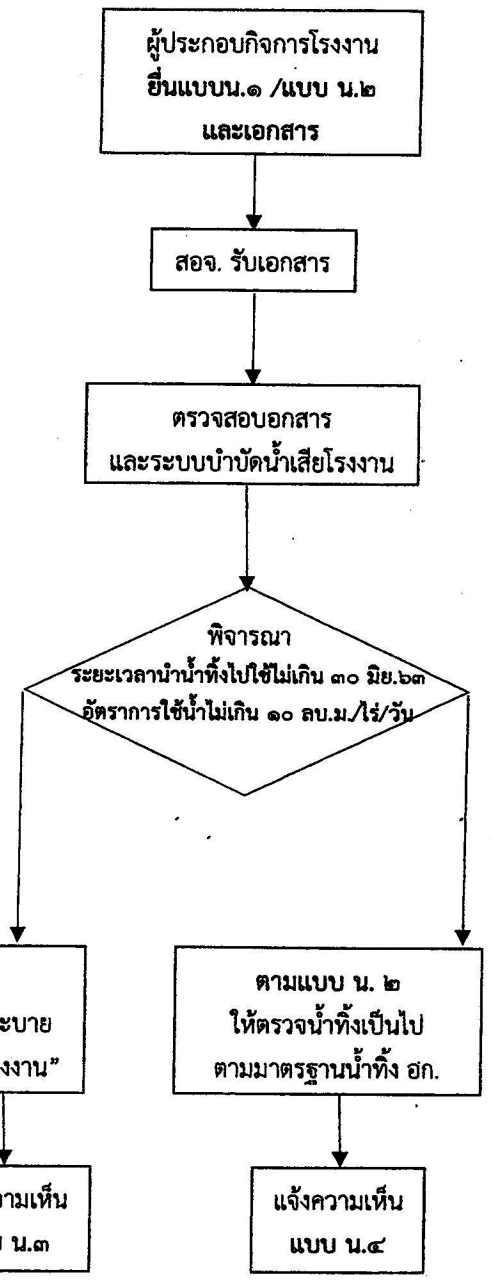 ผู้ประกอบกิจการโรงงาน
ยื่นแบบน.๑ /แบบ น.๒
และเอกสาร
สอจ. รับเอกสาร
ตรวจสอบอกสาร
และระบบบำบัดน้ำเสียโรงงาน
พิจารณา
ระยะเวลานำน้ำทิ้งไปใช้ไม่เกิน ๓๐ มิย.๖๓
อัตราการใช้น้ำไม่เกิน ๑๐ ลบ.ม./ไร่/วัน
ะบาย
งงาน”
ตามแบบ น. ๒
ให้ตรวจน้ำทิ้งเป็นไป
ตามมาตรฐานน้ำทิ้ง อก.
วามเห็น
น.๓
แจ้งความเห็น
แบบ น.๔